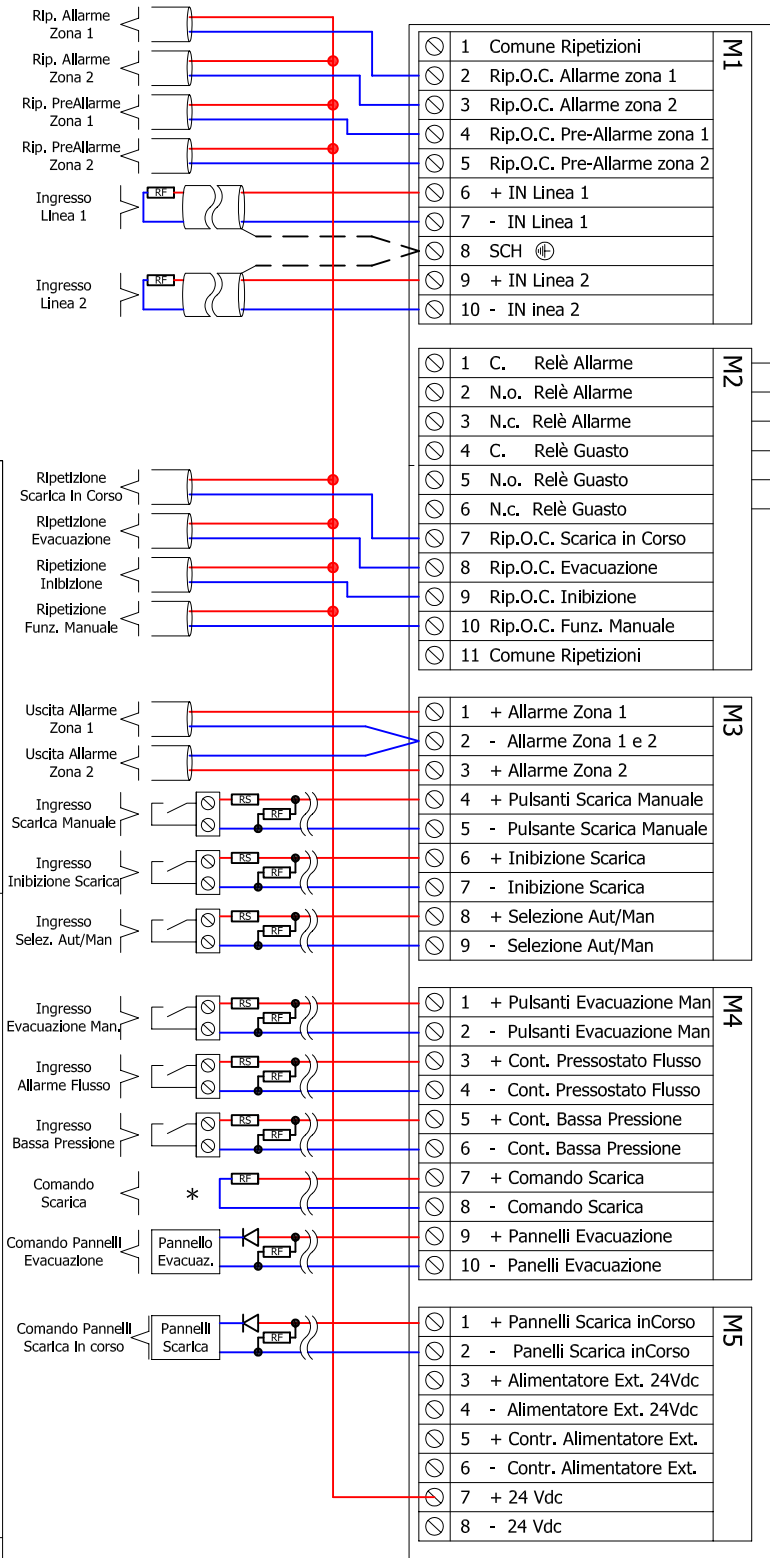 Rip. Allarme
Zona 1
Rip. Allarme
Zona 2
Rip. PreAllarme
Zona 1
Rip. PreAllarme
Zona 2
Ingresso
Linea 1
RF
Ingresso
Linea 2
RF
M1
1 Comune Ripetizioni
2 Rip.O.C. Allarme zona 1
3 Rip.O.C. Allarme zona 2
4 Rip.O.C. Pre-Allarme zona 1
5 Rip.O.C. Pre-Allarme zona 2
6 + IN Linea 1
7 - IN Linea 1
8 SCH
9 + IN Linea 2
10 - IN inea 2
M2
1 C. Relè Allarme
2 N.o. Relè Allarme
3 N.c. Relè Allarme
4 C. Relè Guasto
5 N.o. Relè Guasto
6 N.c. Relè Guasto
7 Rip.O.C. Scarica in Corso
8 Rip.O.C. Evacuazione
9 Rip.O.C. Inibizione
10 Rip.O.C. Funz. Manuale
11 Comune Ripetizioni
Ripetizione
Scarica in Corso
Ripetizione
Evacuazione
Ripetizione
Inibizione
Ripetizione
Funz. Manuale
M3
1 + Allarme Zona 1
2 - Allarme Zona 1 e 2
3 + Allarme Zona 2
4 + Pulsanti Scarica Manuale
5 - Pulsante Scarica Manuale
6 + Inibizione Scarica
7 - Inibizione Scarica
8 + Selezione Aut/Man
9 - Selezione Aut/Man
Uscita Allarme
Zona 1
Uscita Allarme
Zona 2
Ingresso
Scarica Manuale
RS
RF
Ingresso
Inibizione Scarica
RS
RF
Ingresso
Selez. Aut/Man
RS
RF
M4
1 + Pulsanti Evacuazione Man
2 - Pulsanti Evacuazione Man
3 + Cont. Pressostato Flusso
4 - Cont. Pressostato Flusso
5 + Cont. Bassa Pressione
6 - Cont. Bassa Pressione
7 + Comando Scarica
8 - Comando Scarica
9 + Pannelli Evacuazione
10 - Panelli Evacuazione
Ingresso
Evacuazione Man.
RS
RF
Ingresso
Allarme Flusso
RS
RF
Ingresso
Bassa Pressione
RS
RF
Comando
Scarica
*
RF
Comando Pannelli
Evacuazione
Pannello
Evacuaz.
RF
M5
1 + Pannelli Scarica inCorso
2 - Panelli Scarica inCorso
3 + Alimentatore Ext. 24Vdc
4 - Alimentatore Ext. 24Vdc
5 + Contr. Alimentatore Ext.
6 - Contr. Alimentatore Ext.
7 + 24 Vdc
8 - 24 Vdc
Comando Pannelli
Scarica in corso
Pannelli
Scarica
RF